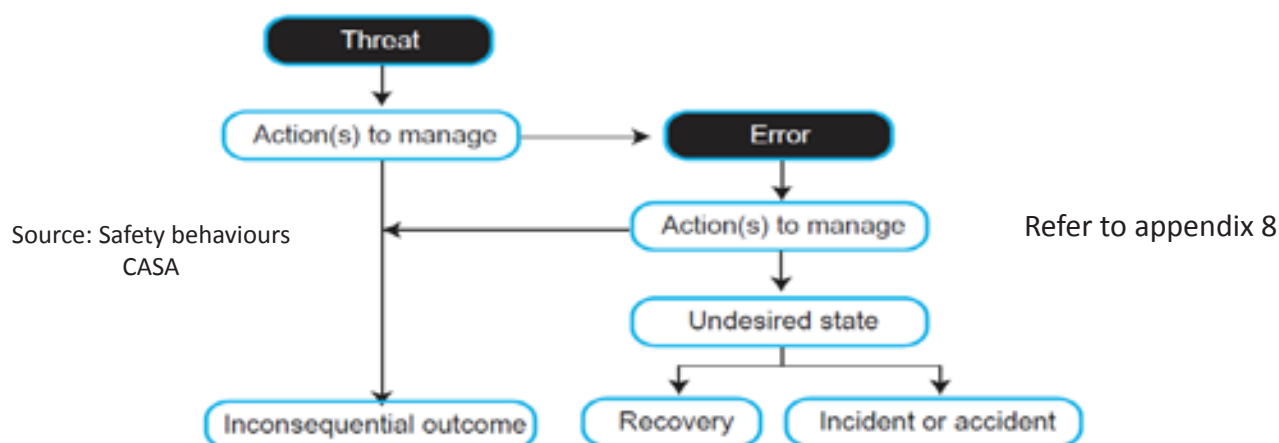 Threat
Action(s) to manage
Error
Source: Safety behaviours
CASA
Action(s) to manage
Refer to appendix 8
Undesired state
Inconsequential outcome
Recovery
Incident or accident